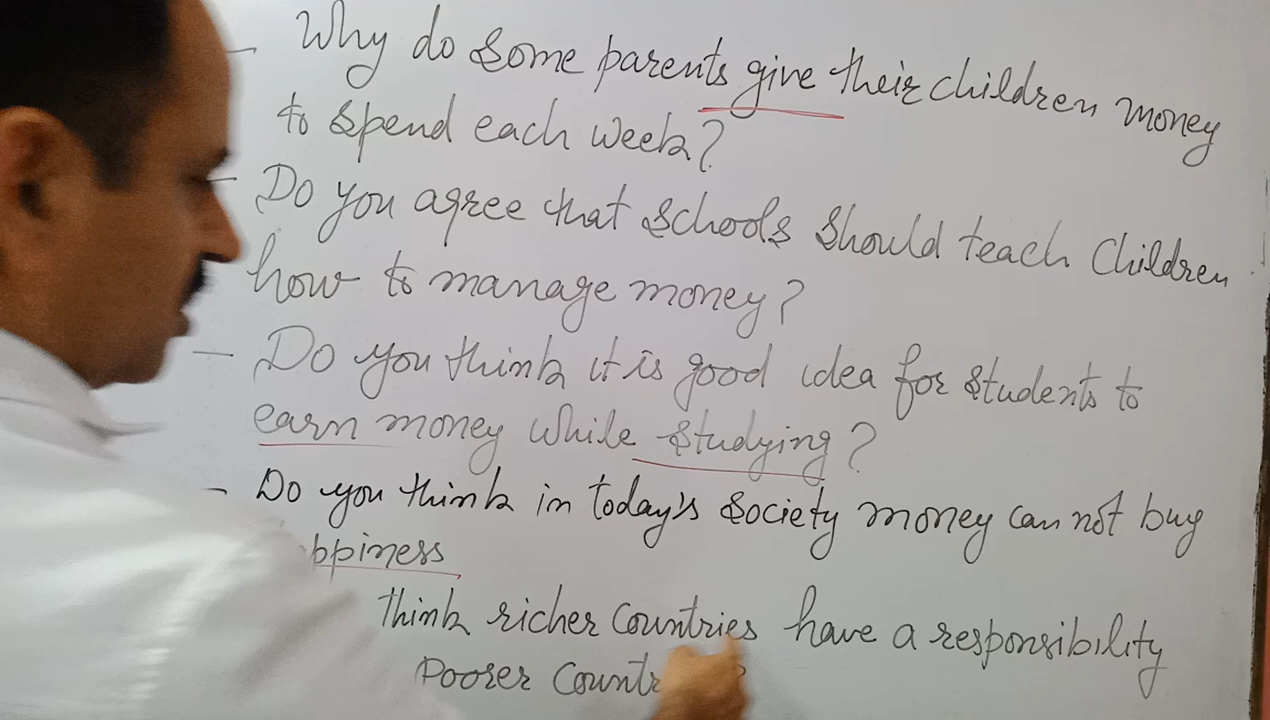 - Why do some parents give their children money
to spend each week?
- Do you agree that schools should teach children
how to manage money?
- Do you think it is good idea for students to
earn money while studying?
- Do you think in today's society money can not buy
ppiness
think richer countries have a responsibility
Poorer Countr